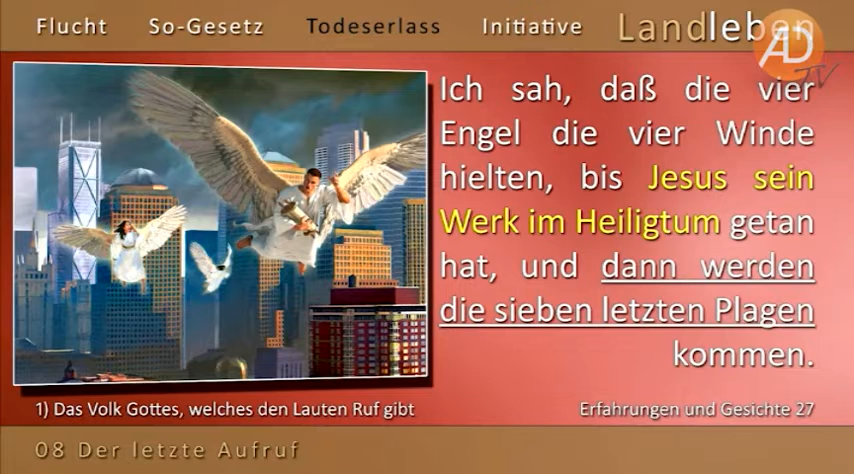 Flucht So-Gesetz Todeserlass Initiative Landleben
AD
TV
Ich sah, daß die vier
Engel die vier Winde
hielten, bis Jesus sein
Werk im Heiligtum getan
hat, und dann werden
die sieben letzten Plagen
kommen.
1) Das Volk Gottes, welches den Lauten Ruf gibt
Erfahrungen und Gesichte 27
08 Der letzte Aufruf